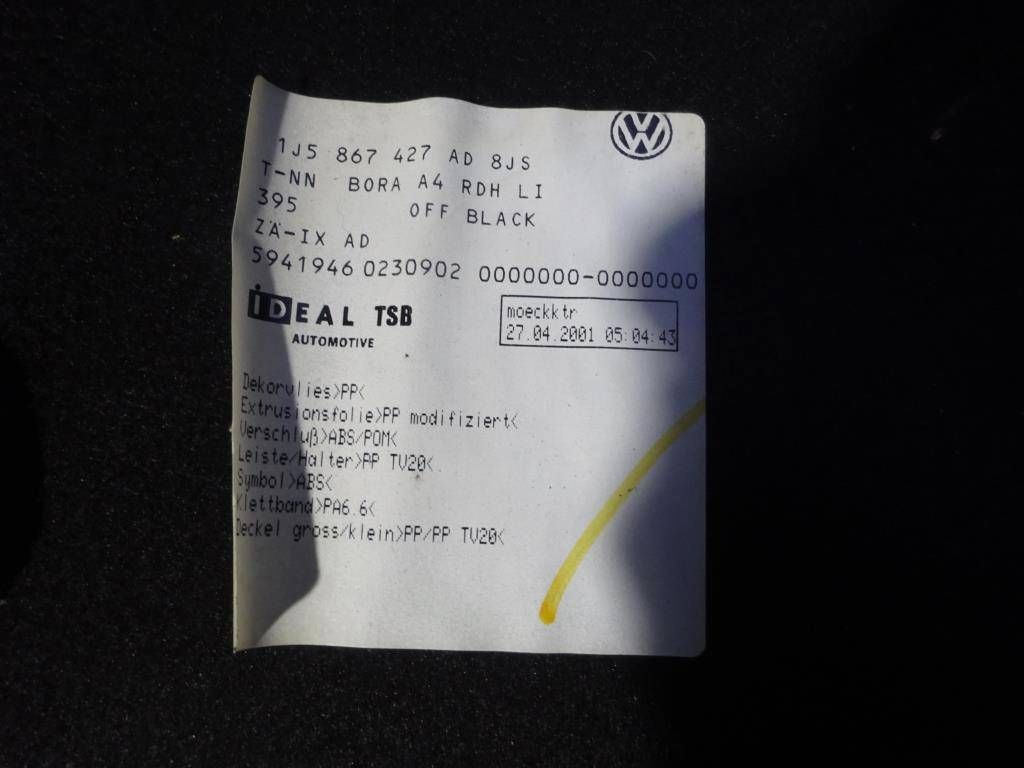 1J5 867 427 AD 8JS
T-NN BORA A4 RDH LI
395 OFF BLACK
ZÄ-IX AD
5941946 0230902 0000000-0000000
iDEAL TSB
AUTOMOTIVE
moeckktr
27.04.2001 05:04:43
Dekorvlies>PP<
Extrusionsfolie>PP modifiziert<
Verschluß>ABS/POM<
Leiste/Halter>PP TV20<
Symbol>ABS<
Klettband>PA6.6<
Deckel gross/klein>PP/PP TV20<